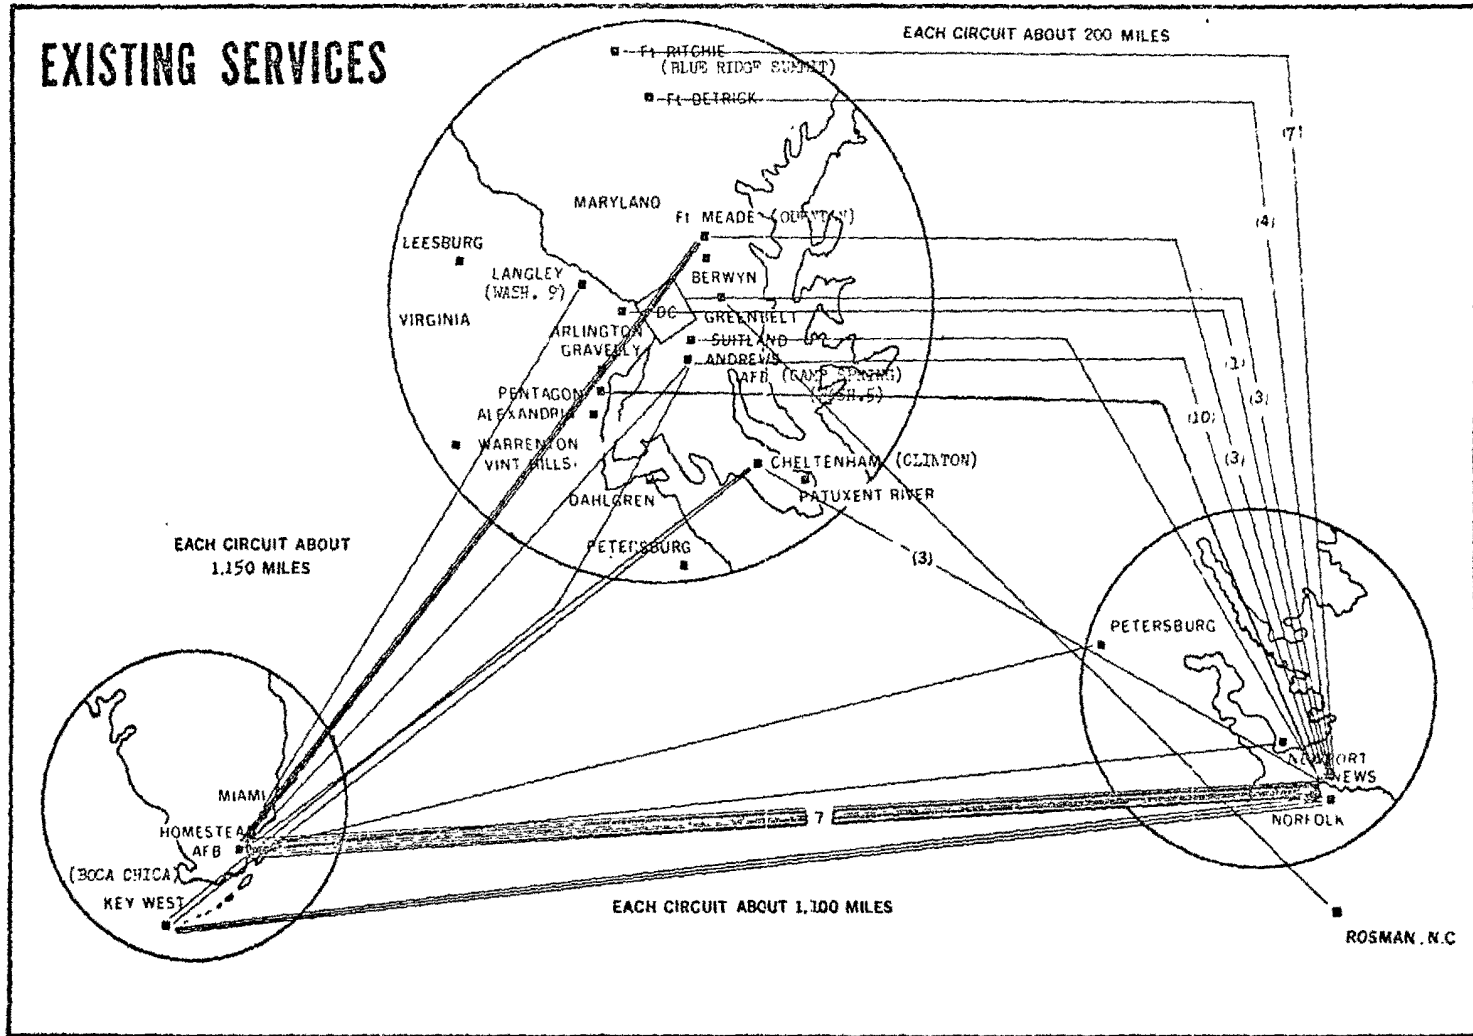 EXISTING SERVICES
EACH CIRCUIT ABOUT 200 MILES
Ft RITCHIE
(BLUE RIDGE SUMMIT)
Ft DETRICK
(7)
(4)
MARYLAND
Ft MEADE (ODENTON)
LEESBURG
LANGLEY
(WASH. 9)
BERWYN
VIRGINIA
DC
GREENBELT
ARLINGTON
GRAVELLY
SUITLAND
ANDREWS
AFB (CAMP SPRING)
(WASH.5)
(1)
(3)
PENTAGON
ALEXANDRIA
(10)
WARRENTON
VINT HILLS
(3)
CHELTENHAM (CLINTON)
DAHLGREN
PATUXENT RIVER
EACH CIRCUIT ABOUT
1,150 MILES
PETERSBURG
(3)
PETERSBURG
NEWPORT
NEWS
MIAMI
HOMESTEAD
AFB
7
NORFOLK
(BOCA CHICA)
KEY WEST
EACH CIRCUIT ABOUT 1,100 MILES
ROSMAN, N.C